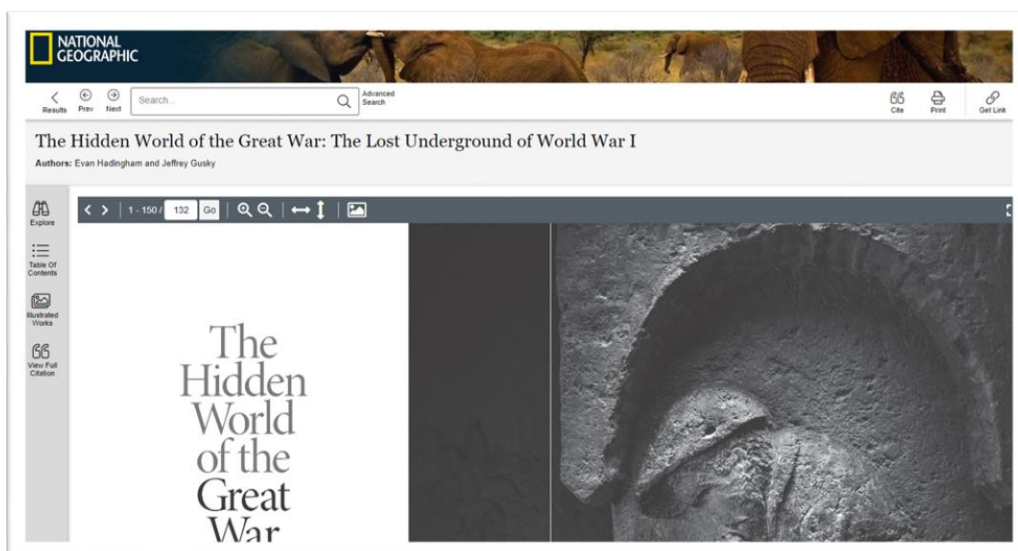 NATIONAL
GEOGRAPHIC
Results
Prev
Next
Search...
Advanced
Search
Cite
Print
Get Link
The Hidden World of the Great War: The Lost Underground of World War I
Authors: Evan Hadingham and Jeffrey Gusky
Explore
1 - 150 / 132 Go
Table Of
Contents
Illustrated
Works
View Full
Citation
The
Hidden
World
of the
Great
War